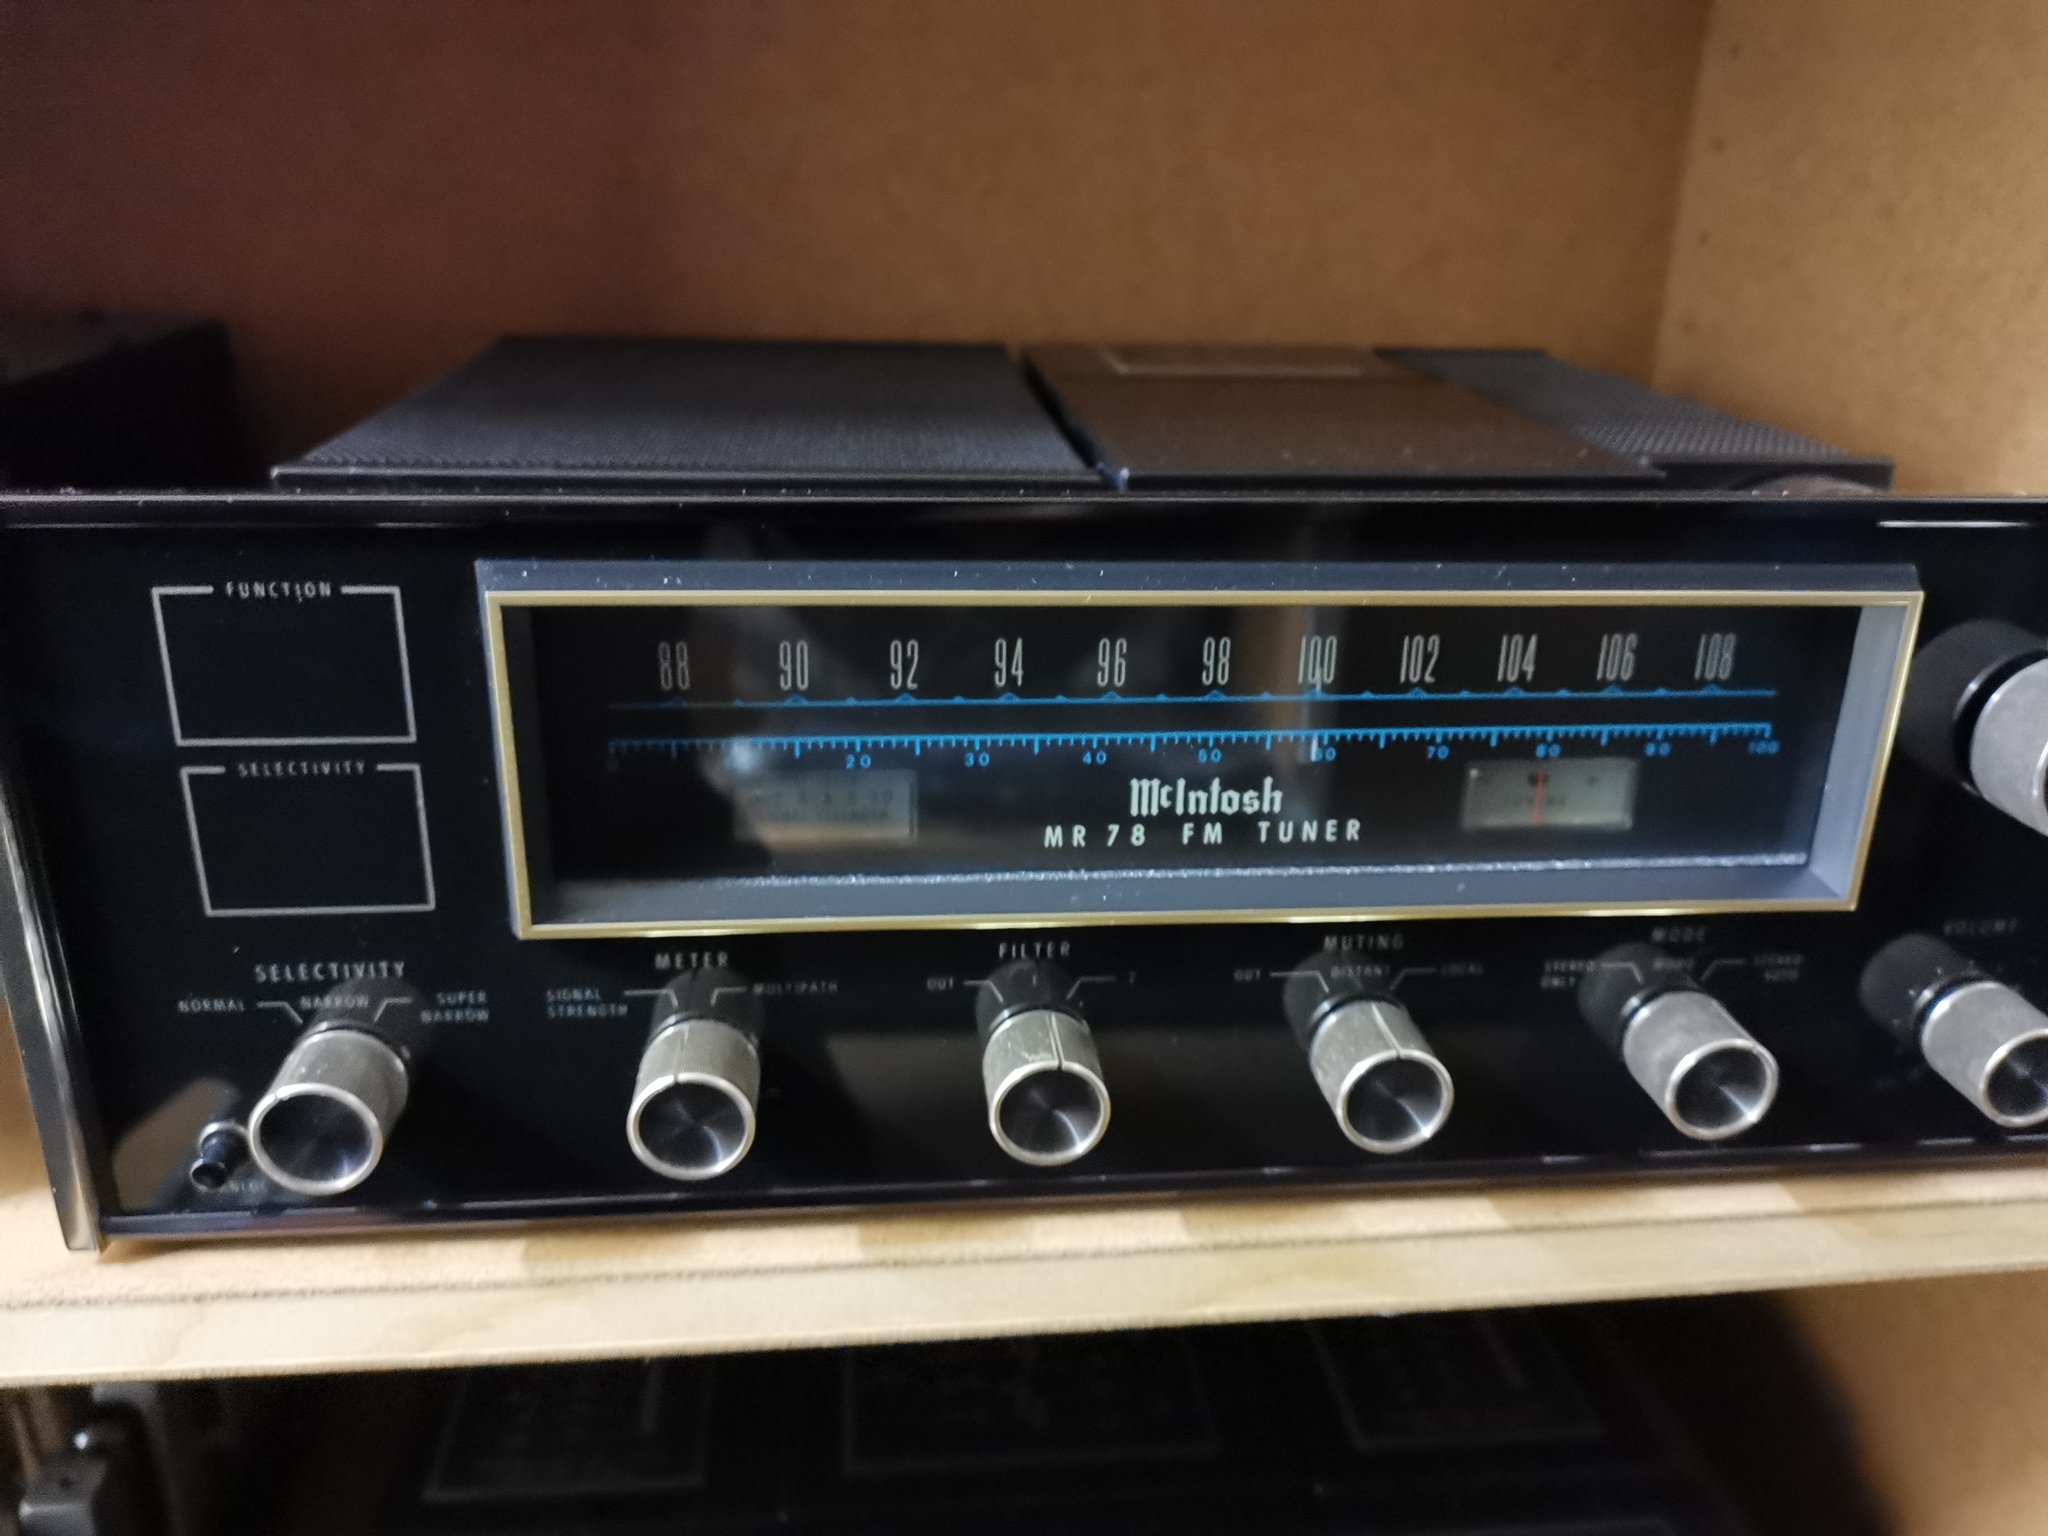 FUNCTION
88 90 92 94 96 98 100 102 104 106 108
20 30 40 50 60 70 80 90 100
SELECTIVITY
McIntosh
MR 78 FM TUNER
SELECTIVITY
NORMAL NARROW SUPER NARROW
METER
SIGNAL STRENGTH MULTIPATH
FILTER
OUT 1 2
MUTING
OUT DISTANT LOCAL
MODE
STEREO ONLY STEREO
VOLUME